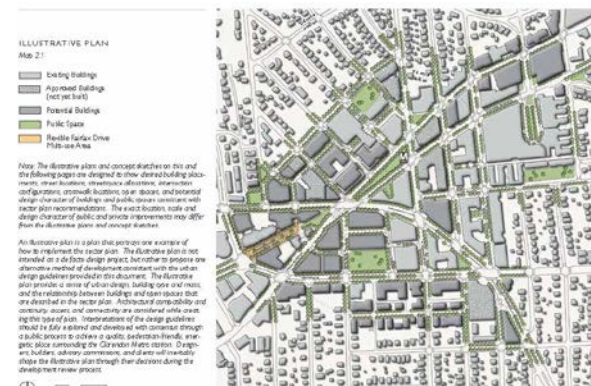 ILLUSTRATIVE PLAN
Map 2.1
Existing Buildings
Approved Buildings
(not yet built)
Potential Buildings
Public Space
Flexible Fairfax Drive
Multi-use Area
Note: The illustrative plans and concept sketches on this and
the following pages are designed to show desired building place-
ments, street locations, streetspace allocations, intersection
configurations, crosswalk locations, open spaces, and potential
design character of buildings and public spaces consistent with
sector plan recommendations. The exact location, scale and
design character of public and private improvements may differ
from the illustrative plans and concept sketches.
An illustrative plan is a plan that portrays one example of
how to implement the sector plan. The illustrative plan is not
intended as a de facto design project, but rather to propose one
alternative method of development consistent with the urban
design guidelines provided in this document. The illustrative
plan provides a sense of urban design, building type and mass,
and the relationship between buildings and open spaces that
are described in the sector plan. Architectural compatibility and
continuity, access, and connectivity are considered while creat-
ing this type of plan. Interpretations of the design guidelines
should be fully explored and developed with consensus through
a public process to achieve a quality, pedestrian-friendly, ener-
getic place surrounding the Clarendon Metro station. Design-
ers, builders, advisory commissions, and clients will inevitably
shape the illustrative plan through their decisions during the
development review process.